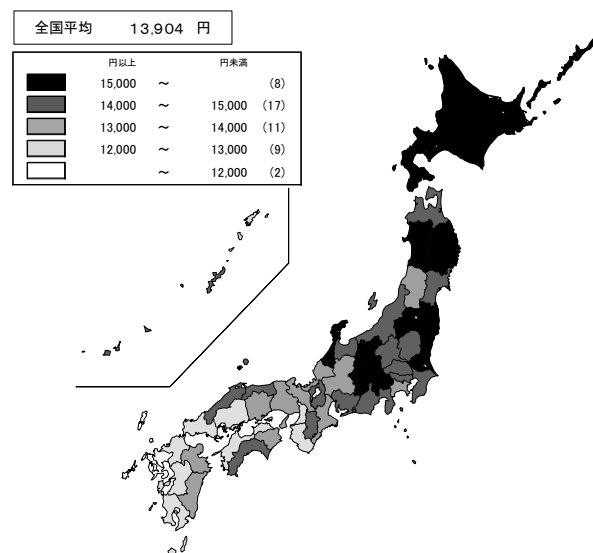 全国平均 13,904 円
円以上 円未満
15,000 ～ (8)
14,000 ～ 15,000 (17)
13,000 ～ 14,000 (11)
12,000 ～ 13,000 (9)
～ 12,000 (2)